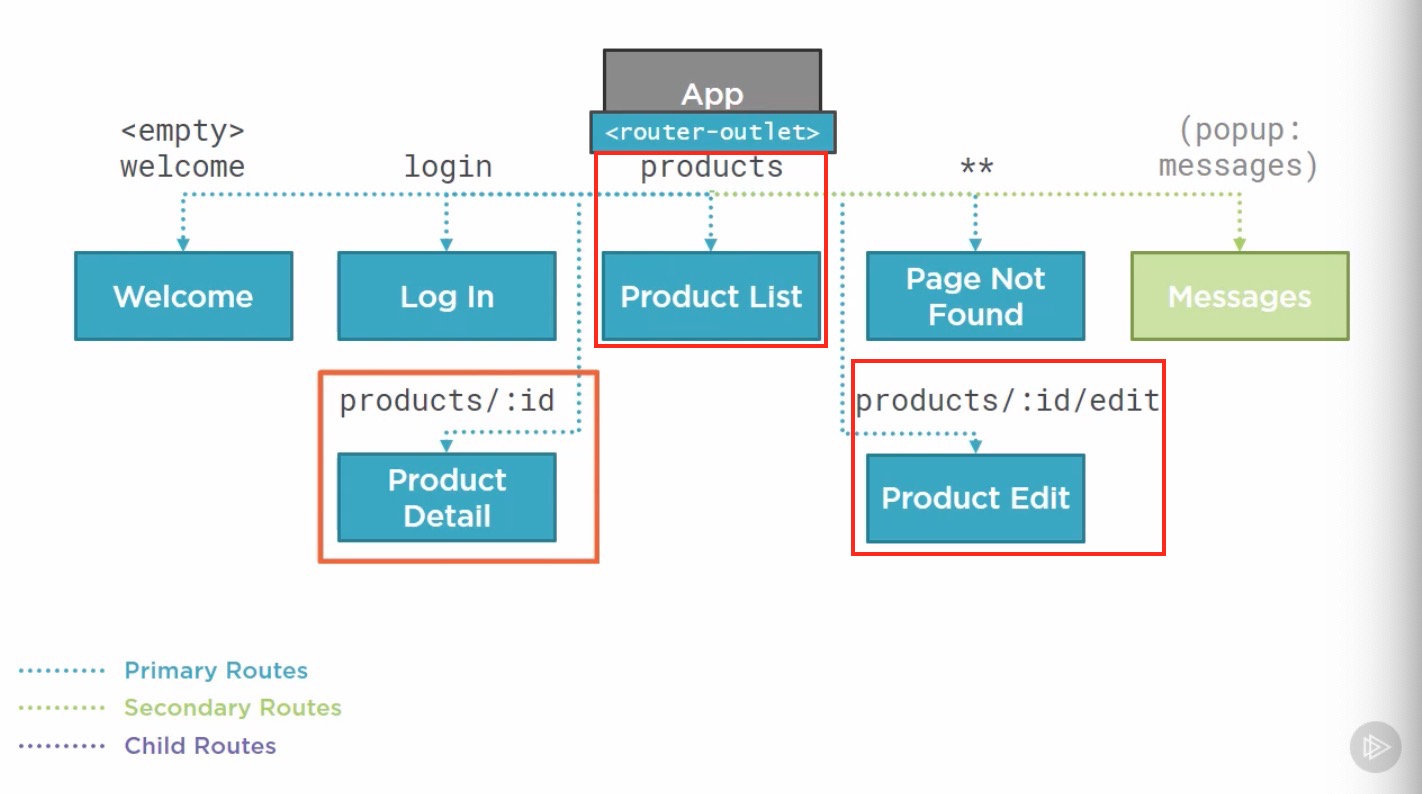 App
<router-outlet>
<empty>
welcome
login
products
**
(popup:
messages)
Welcome
Log In
Product List
Page Not
Found
Messages
products/:id
products/:id/edit
Product
Detail
Product Edit
Primary Routes
Secondary Routes
Child Routes